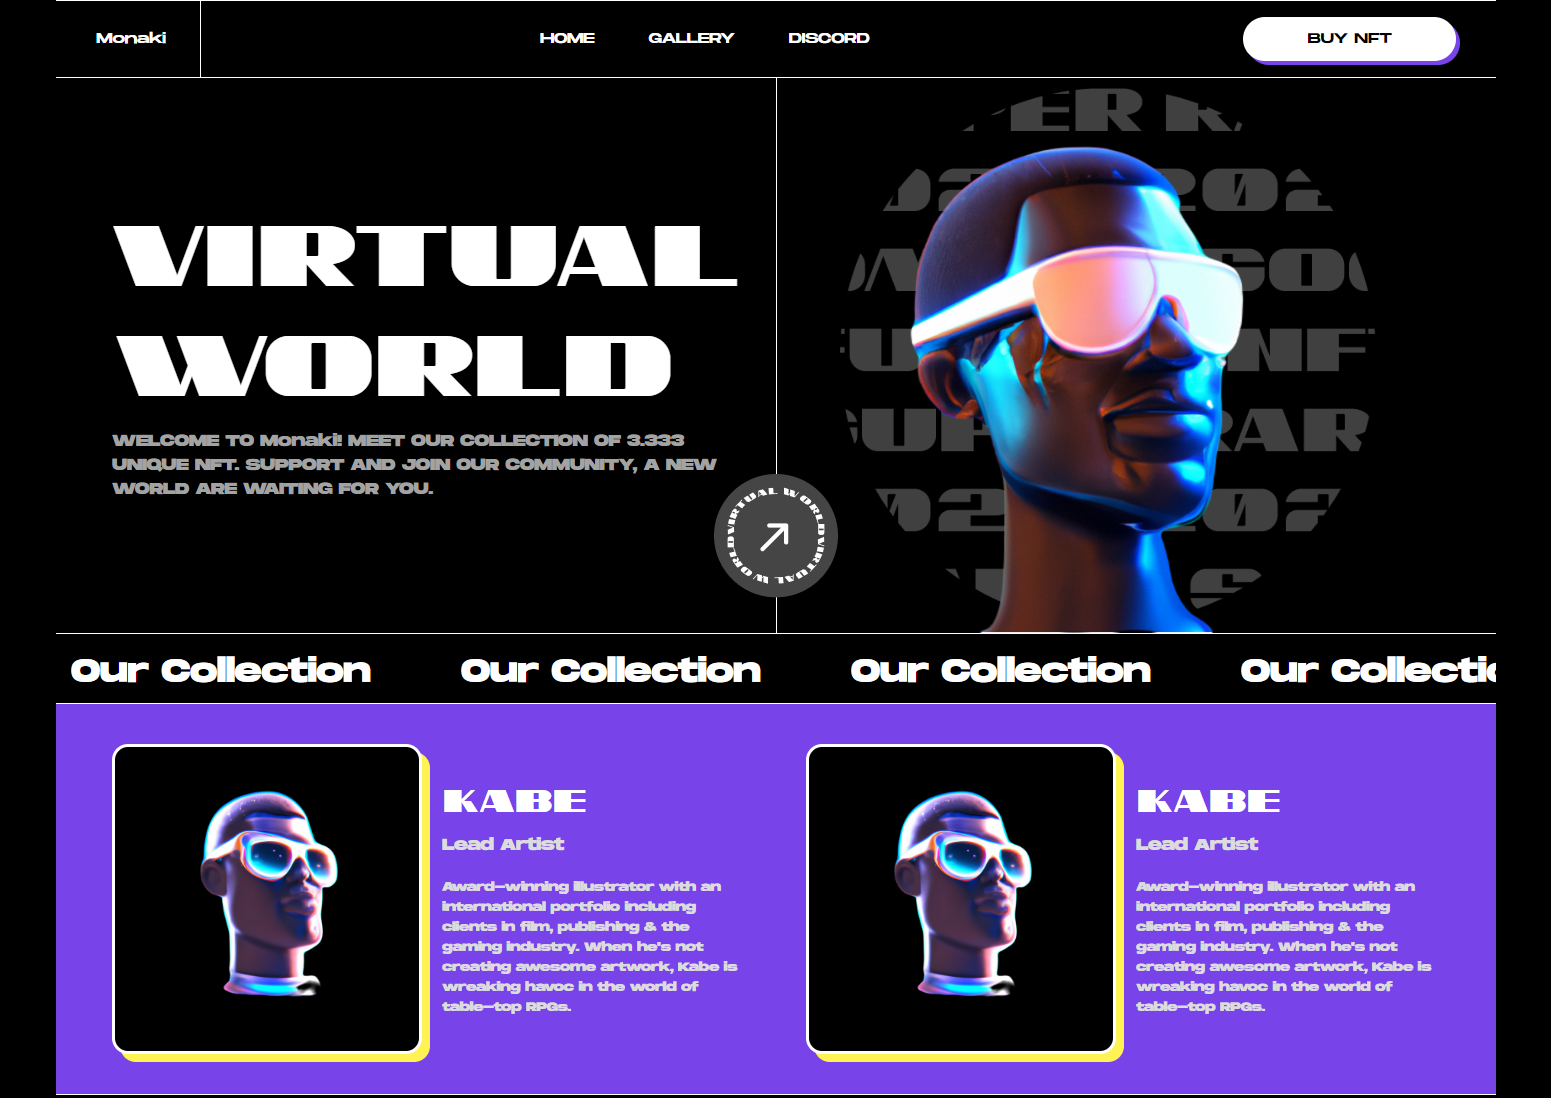 Monaki
HOME GALLERY DISCORD
BUY NFT
VIRTUAL
WORLD
WELCOME TO Monaki! MEET OUR COLLECTION OF 3.333
UNIQUE NFT. SUPPORT AND JOIN OUR COMMUNITY, A NEW
WORLD ARE WAITING FOR YOU.
VIRTUAL WORLD VIRTUAL WORLD
Our Collection Our Collection Our Collection Our Collectio
KABE
Lead Artist
Award-winning illustrator with an
international portfolio including
clients in film, publishing & the
gaming industry. When he's not
creating awesome artwork, Kabe is
wreaking havoc in the world of
table-top RPGs.
KABE
Lead Artist
Award-winning illustrator with an
international portfolio including
clients in film, publishing & the
gaming industry. When he's not
creating awesome artwork, Kabe is
wreaking havoc in the world of
table-top RPGs.